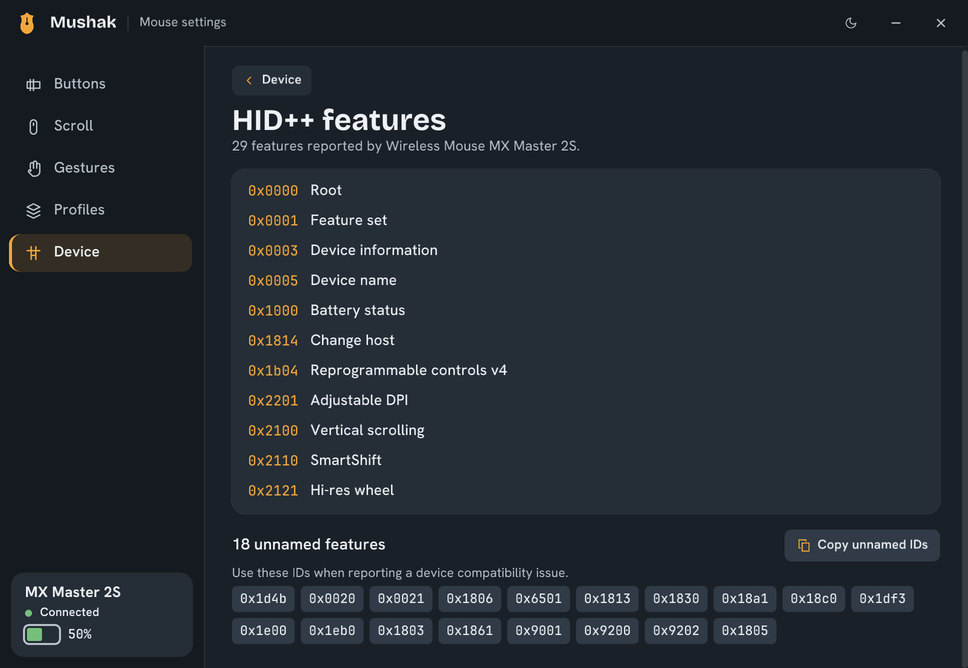 Mushak
Mouse settings
Buttons
Scroll
Gestures
Profiles
Device
MX Master 2S
Connected
50%
Device
HID++ features
29 features reported by Wireless Mouse MX Master 2S.
0x0000 Root
0x0001 Feature set
0x0003 Device information
0x0005 Device name
0x1000 Battery status
0x1814 Change host
0x1b04 Reprogrammable controls v4
0x2201 Adjustable DPI
0x2100 Vertical scrolling
0x2110 SmartShift
0x2121 Hi-res wheel
18 unnamed features
Copy unnamed IDs
Use these IDs when reporting a device compatibility issue.
0x1d4b 0x0020 0x0021 0x1806 0x6501 0x1813 0x1830 0x18a1 0x18c0 0x1df3
0x1e00 0x1eb0 0x1803 0x1861 0x9001 0x9200 0x9202 0x1805